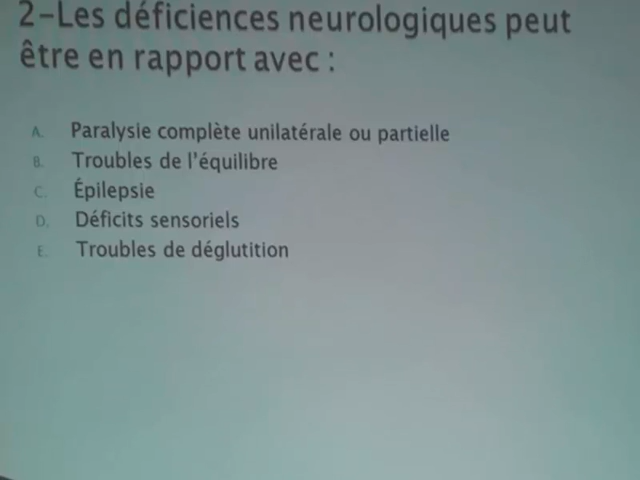 2-Les déficiences neurologiques peut
être en rapport avec :
A. Paralysie complète unilatérale ou partielle
B. Troubles de l'équilibre
C. Épilepsie
D. Déficits sensoriels
E. Troubles de déglutition